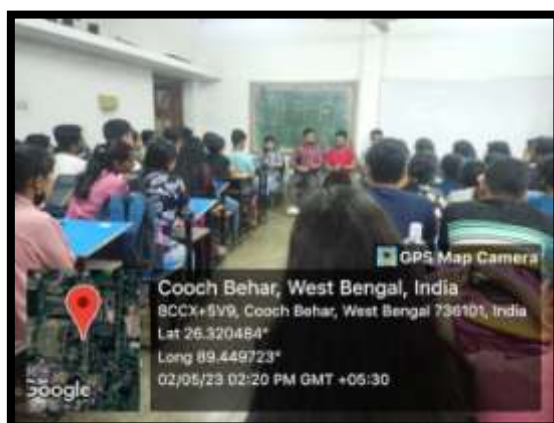 GPS Map Camera
Cooch Behar, West Bengal, India
8CCX+5V9, Cooch Behar, West Bengal 736101, India
Lat 26.320484°
Long 89.449723°
02/05/23 02:20 PM GMT +05:30
Google